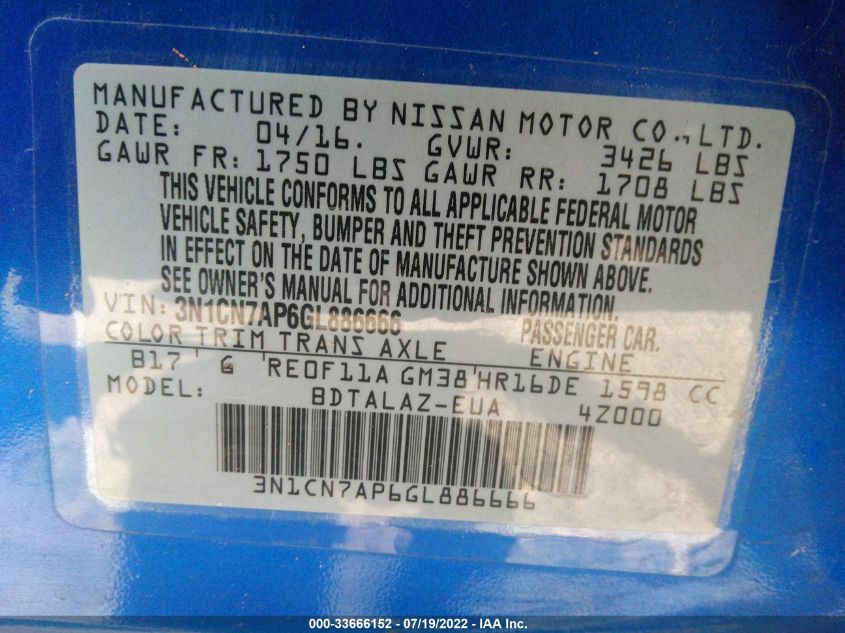 MANUFACTURED BY NISSAN MOTOR CO., LTD.
DATE: 04/16. GVWR: 3426 LBS
GAWR FR: 1750 LBS GAWR RR: 1708 LBS
THIS VEHICLE CONFORMS TO ALL APPLICABLE FEDERAL MOTOR
VEHICLE SAFETY, BUMPER AND THEFT PREVENTION STANDARDS
IN EFFECT ON THE DATE OF MANUFACTURE SHOWN ABOVE.
SEE OWNER'S MANUAL FOR ADDITIONAL INFORMATION.
VIN: 3N1CN7AP6GL886666 PASSENGER CAR.
COLOR TRIM TRANS AXLE ENGINE
B17 G RE0F11A GM38 HR16DE 1598 CC
MODEL: BDTALAZ-EUA 4Z000
3N1CN7AP6GL886666
000-33666152 / 07/19/2022 - IAA Inc.